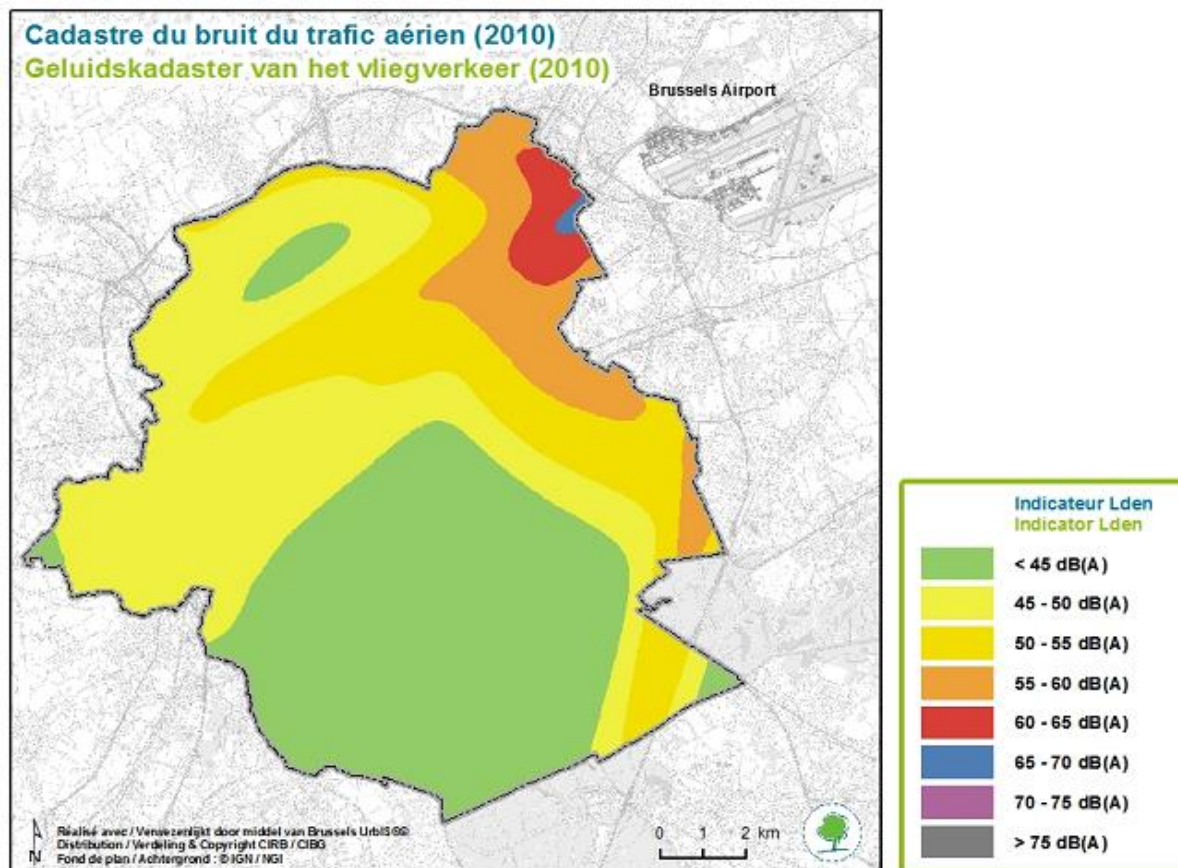 Cadastre du bruit du trafic aérien (2010)
Geluidskadaster van het vliegverkeer (2010)
Brussels Airport
Indicateur Lden
Indicator Lden
< 45 dB(A)
45 - 50 dB(A)
50 - 55 dB(A)
55 - 60 dB(A)
60 - 65 dB(A)
65 - 70 dB(A)
70 - 75 dB(A)
> 75 dB(A)
0 1 2 km
N
Réalisé avec / Verwezenlijkt door middel van Brussels UrbIS®©
Distribution / Verdeling & Copyright CIRB / CIBG
Fond de plan / Achtergrond : © IGN / NGI